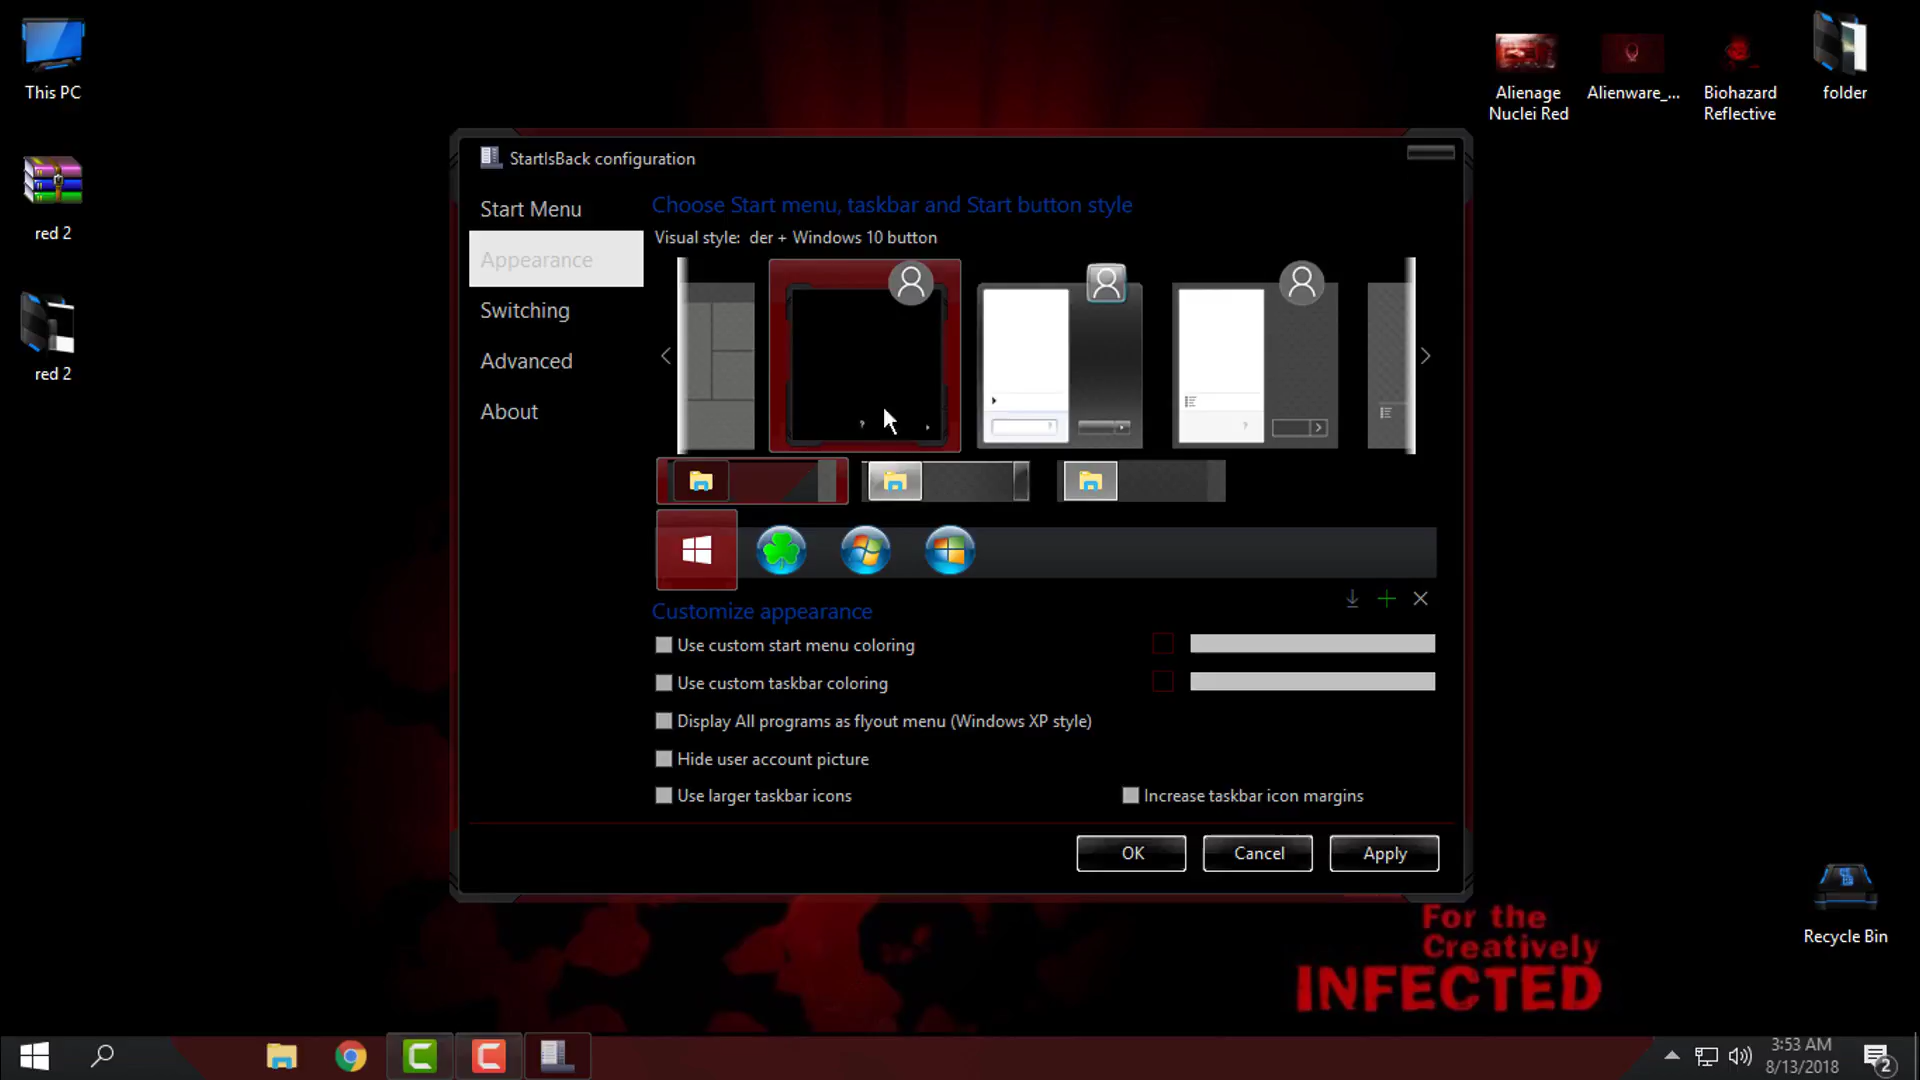 This PC
red 2
red 2
Alienage
Nuclei Red
Alienware_...
Biohazard
Reflective
folder
StartIsBack configuration
Start Menu
Appearance
Switching
Advanced
About
Choose Start menu, taskbar and Start button style
Visual style: der + Windows 10 button
Customize appearance
Use custom start menu coloring
Use custom taskbar coloring
Display All programs as flyout menu (Windows XP style)
Hide user account picture
Use larger taskbar icons
Increase taskbar icon margins
OK
Cancel
Apply
For the
Creatively
INFECTED
Recycle Bin
3:53 AM
8/13/2018
2